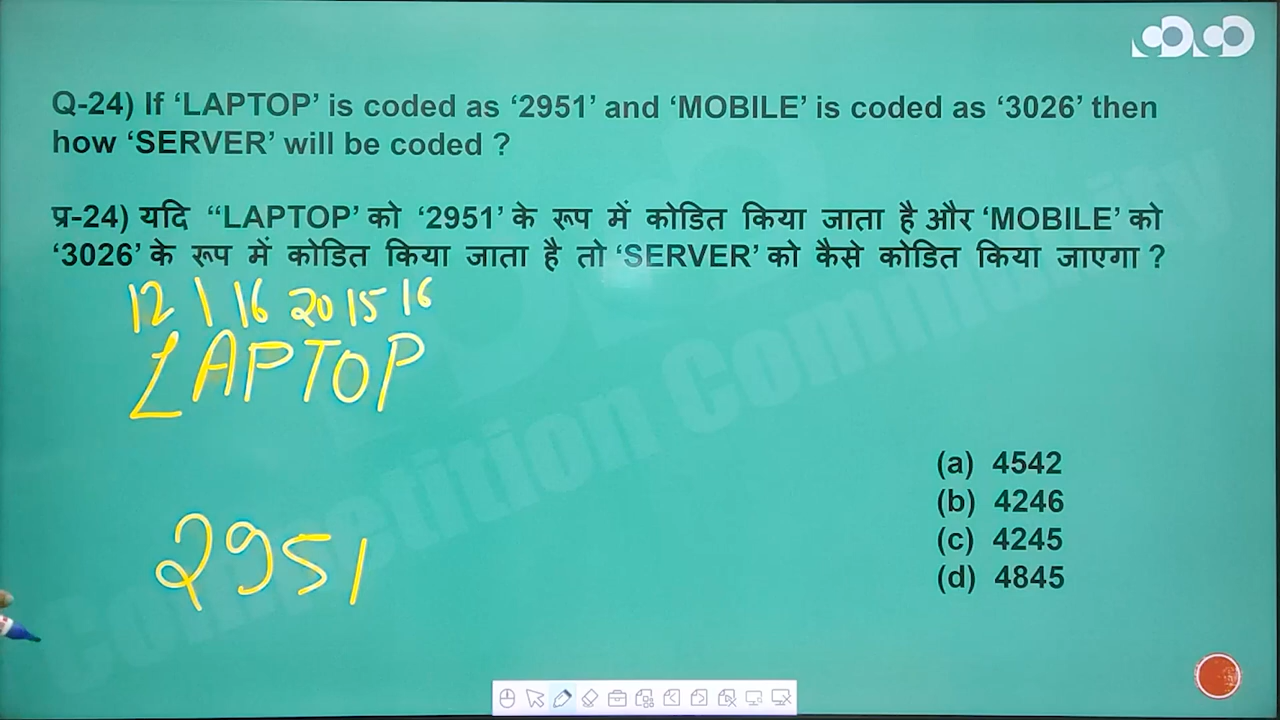 Q-24) If ‘LAPTOP’ is coded as ‘2951’ and ‘MOBILE’ is coded as ‘3026’ then
how ‘SERVER’ will be coded ?
प्र-24) यदि “LAPTOP’ को ‘2951’ के रूप में कोडित किया जाता है और ‘MOBILE’ को
‘3026’ के रूप में कोडित किया जाता है तो ‘SERVER’ को कैसे कोडित किया जाएगा ?
12 1 16 20 15 16
LAPTOP
(a) 4542
(b) 4246
(c) 4245
(d) 4845
2951
Competition Community